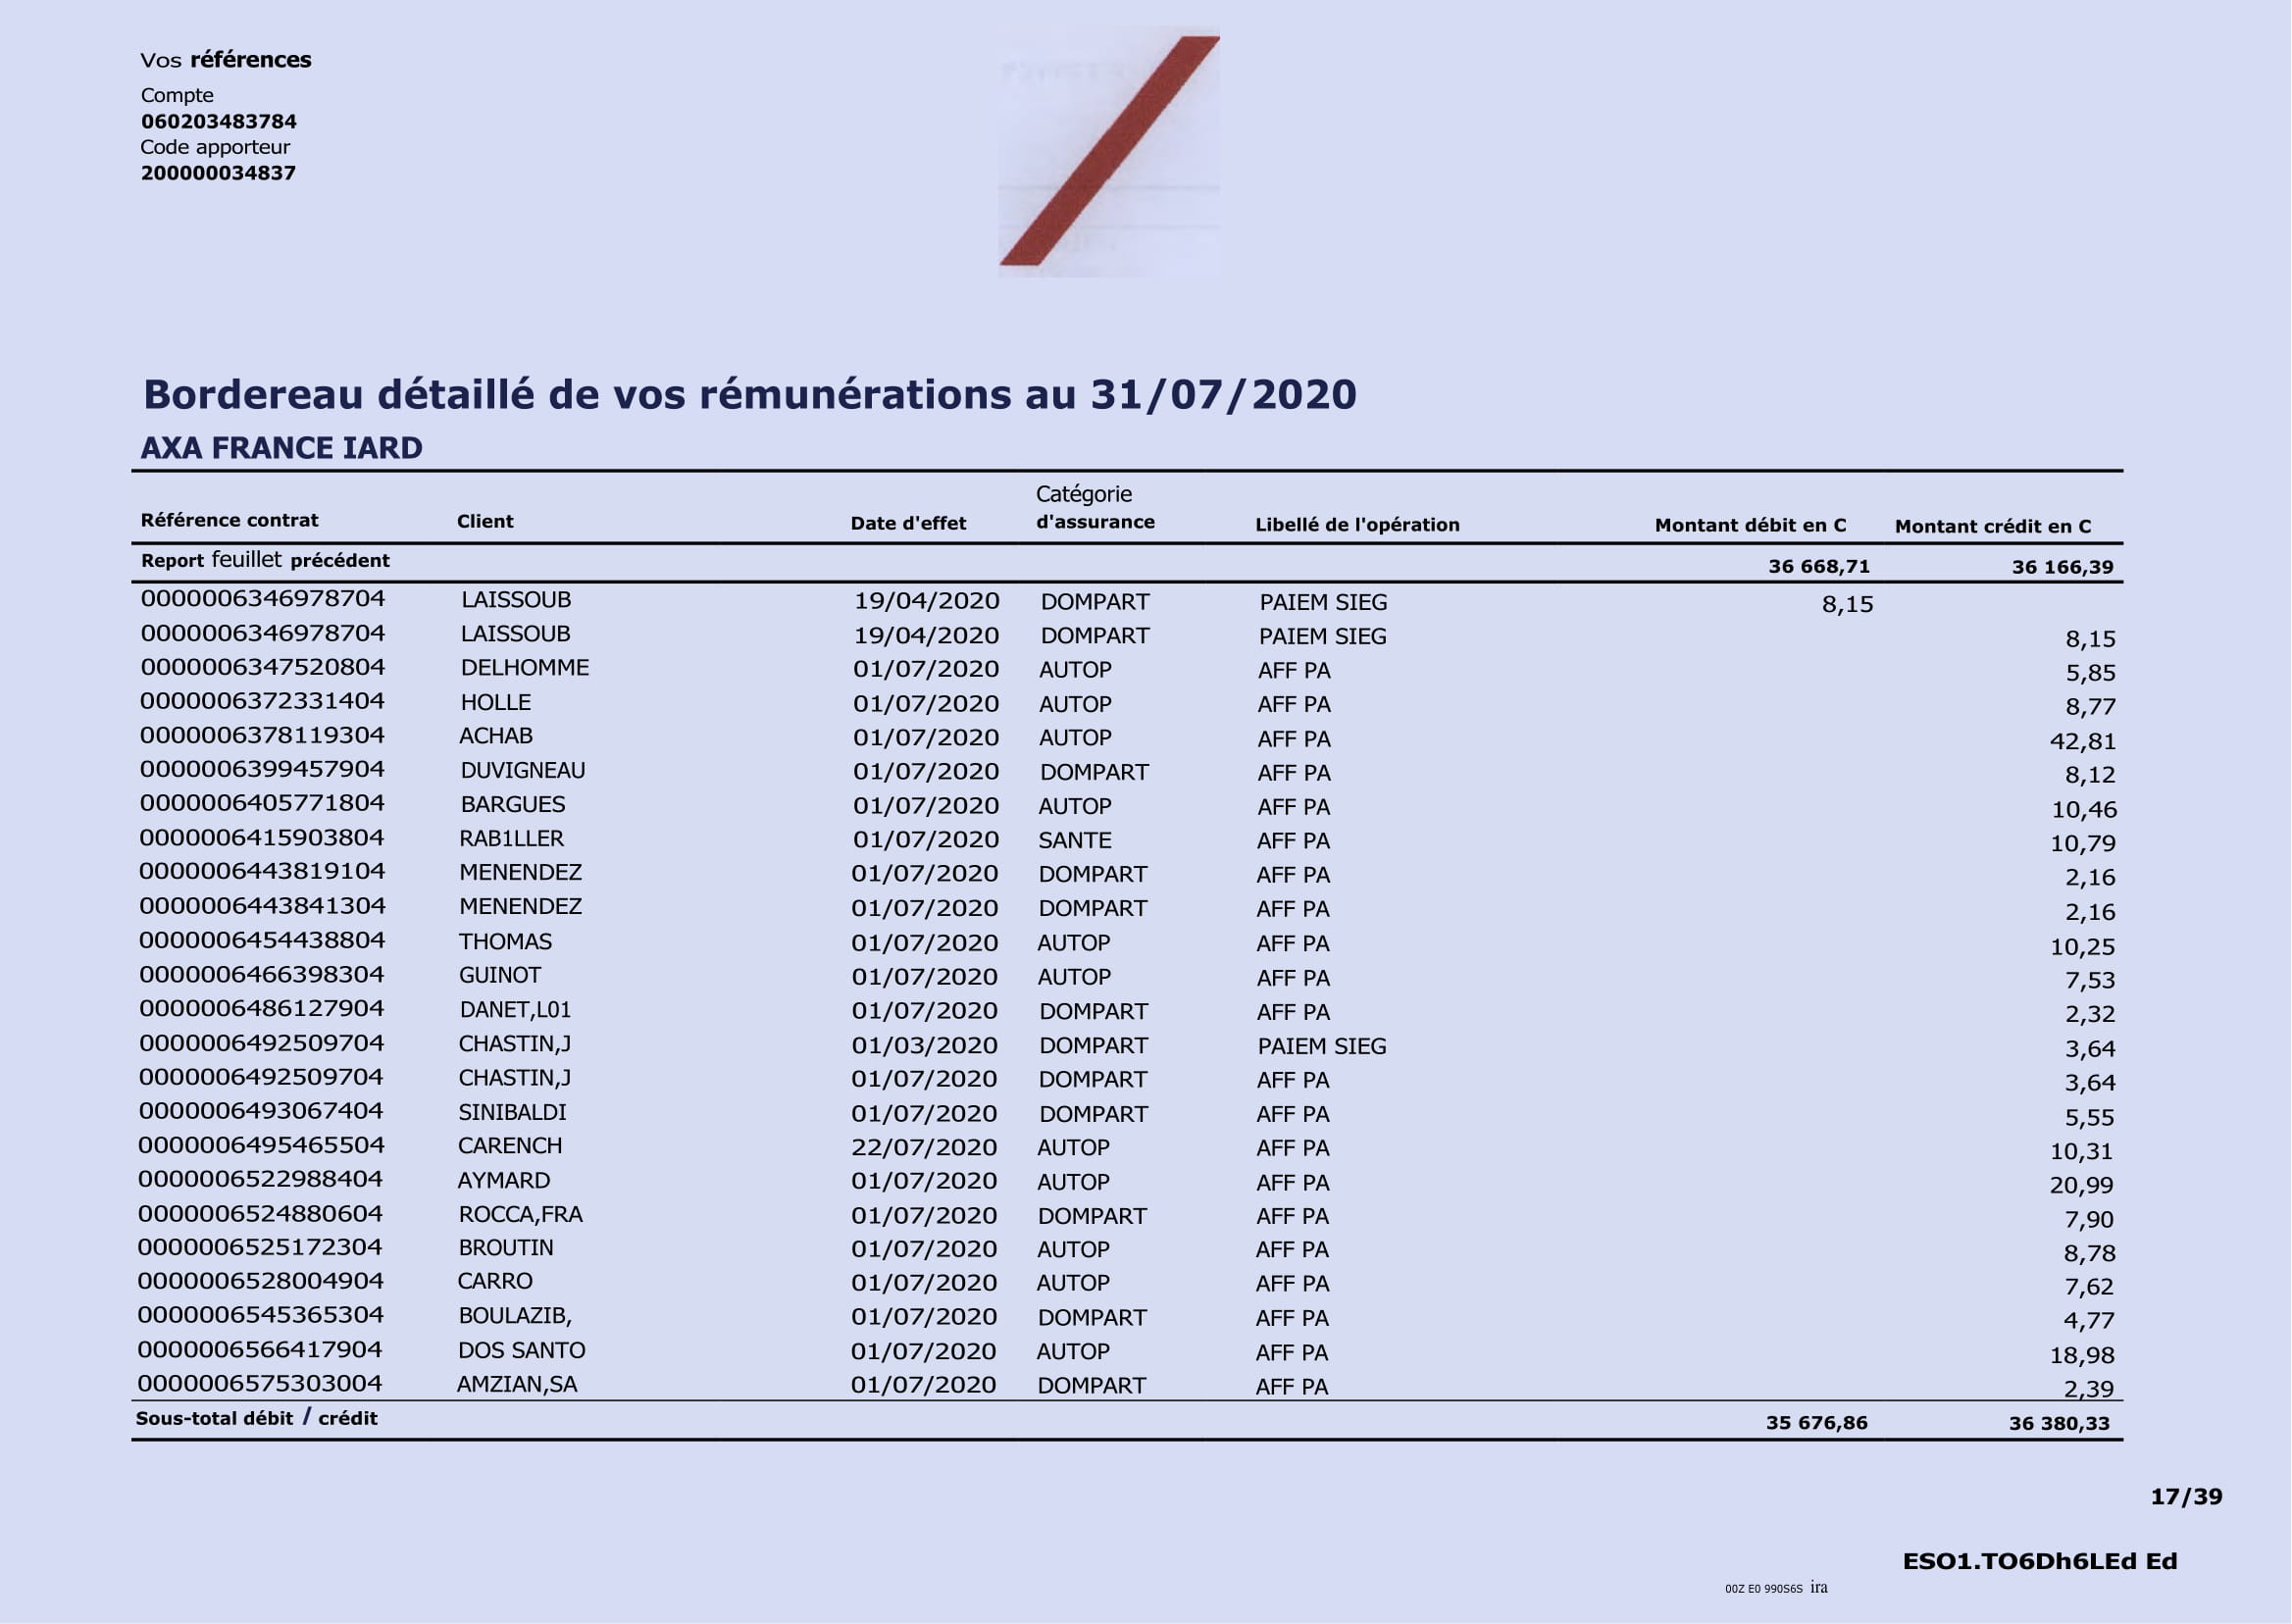 Vos références
Compte
060203483784
Code apporteur
200000034837
Bordereau détaillé de vos rémunérations au 31/07/2020
AXA FRANCE IARD
Référence contrat Client Date d'effet Catégorie d'assurance Libellé de l'opération Montant débit en C Montant crédit en C
Report feuillet précédent 36 668,71 36 166,39
0000006346978704 LAISSOUB 19/04/2020 DOMPART PAIEM SIEG 8,15
0000006346978704 LAISSOUB 19/04/2020 DOMPART PAIEM SIEG 8,15
0000006347520804 DELHOMME 01/07/2020 AUTOP AFF PA 5,85
0000006372331404 HOLLE 01/07/2020 AUTOP AFF PA 8,77
0000006378119304 ACHAB 01/07/2020 AUTOP AFF PA 42,81
0000006399457904 DUVIGNEAU 01/07/2020 DOMPART AFF PA 8,12
0000006405771804 BARGUES 01/07/2020 AUTOP AFF PA 10,46
0000006415903804 RAB1LLER 01/07/2020 SANTE AFF PA 10,79
0000006443819104 MENENDEZ 01/07/2020 DOMPART AFF PA 2,16
0000006443841304 MENENDEZ 01/07/2020 DOMPART AFF PA 2,16
0000006454438804 THOMAS 01/07/2020 AUTOP AFF PA 10,25
0000006466398304 GUINOT 01/07/2020 AUTOP AFF PA 7,53
0000006486127904 DANET,L01 01/07/2020 DOMPART AFF PA 2,32
0000006492509704 CHASTIN,J 01/03/2020 DOMPART PAIEM SIEG 3,64
0000006492509704 CHASTIN,J 01/07/2020 DOMPART AFF PA 3,64
0000006493067404 SINIBALDI 01/07/2020 DOMPART AFF PA 5,55
0000006495465504 CARENCH 22/07/2020 AUTOP AFF PA 10,31
0000006522988404 AYMARD 01/07/2020 AUTOP AFF PA 20,99
0000006524880604 ROCCA,FRA 01/07/2020 DOMPART AFF PA 7,90
0000006525172304 BROUTIN 01/07/2020 AUTOP AFF PA 8,78
0000006528004904 CARRO 01/07/2020 AUTOP AFF PA 7,62
0000006545365304 BOULAZIB, 01/07/2020 DOMPART AFF PA 4,77
0000006566417904 DOS SANTO 01/07/2020 AUTOP AFF PA 18,98
0000006575303004 AMZIAN,SA 01/07/2020 DOMPART AFF PA 2,39
Sous-total débit / crédit 35 676,86 36 380,33
17/39
ESO1.TO6Dh6LEd Ed
00Z E0 990S6S ira